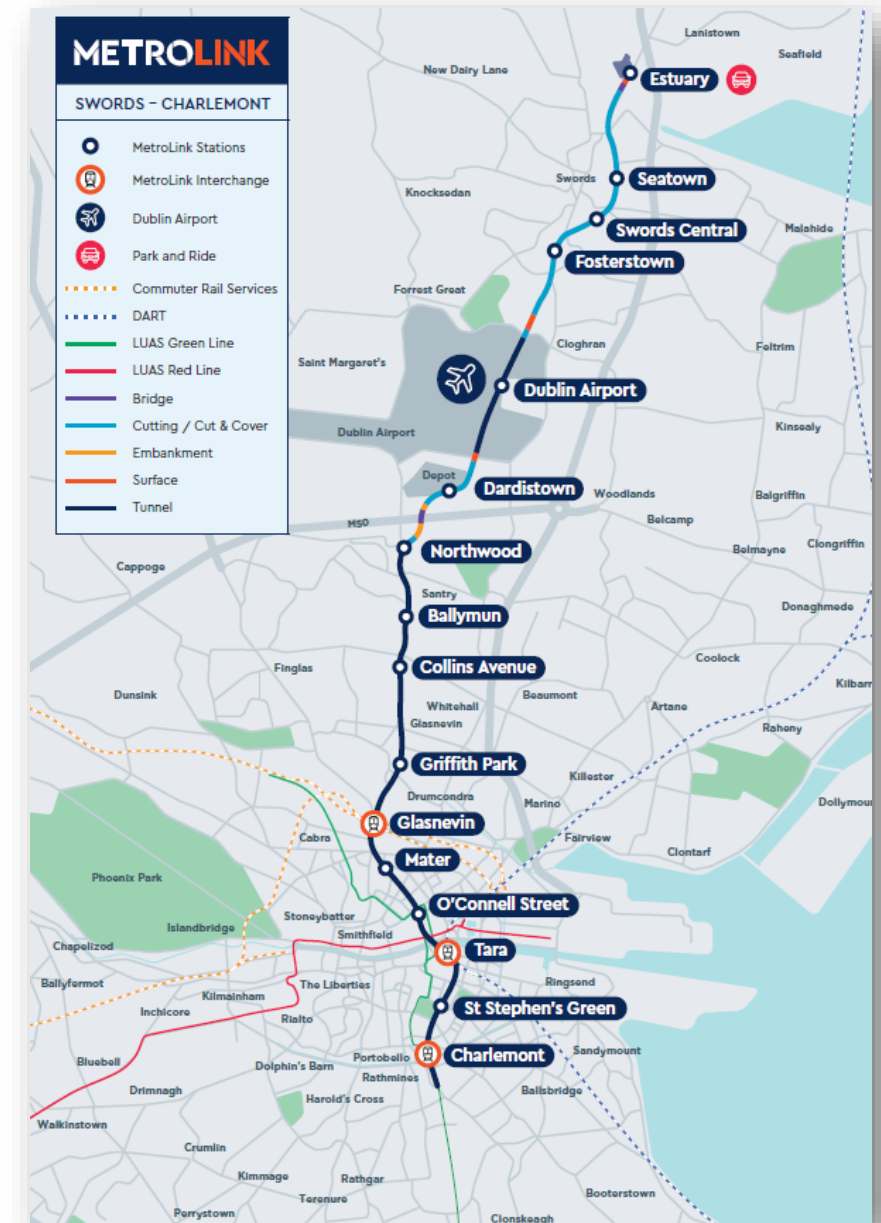 METROLINK
SWORDS – CHARLEMONT
MetroLink Stations
MetroLink Interchange
Dublin Airport
Park and Ride
Commuter Rail Services
DART
LUAS Green Line
LUAS Red Line
Bridge
Cutting / Cut & Cover
Embankment
Surface
Tunnel
Lanistown
Seafield
New Dairy Lane
Estuary
Swords
Seatown
Knocksedan
Swords Central
Malahide
Fosterstown
Forrest Great
Cloghran
Feltrim
Saint Margaret's
Dublin Airport
Kinsealy
Dublin Airport
Depot
Dardistown
Woodlands
Balgriffin
M50
Belcamp
Northwood
Belmayne
Clongriffin
Cappoge
Santry
Donaghmede
Ballymun
Coolock
Finglas
Collins Avenue
Kilbarr
Dunsink
Beaumont
Whitehall
Artane
Glasnevin
Raheny
Griffith Park
Killester
Drumcondra
Marino
Dollymou
Glasnevin
Cabra
Fairview
Clontarf
Mater
Phoenix Park
O'Connell Street
Stoneybatter
Islandbridge
Smithfield
Chapelizod
Tara
Ballyfermot
The Liberties
Ringsend
Kilmainham
St Stephen's Green
Inchicore
Rialto
Sandymount
Charlemont
Portobello
Bluebell
Dolphin's Barn
Rathmines
Drimnagh
Ballsbridge
Harold's Cross
Walkinstown
Crumlin
Kimmage
Rathgar
Booterstown
Terenure
Perrystown
Clonskeagh